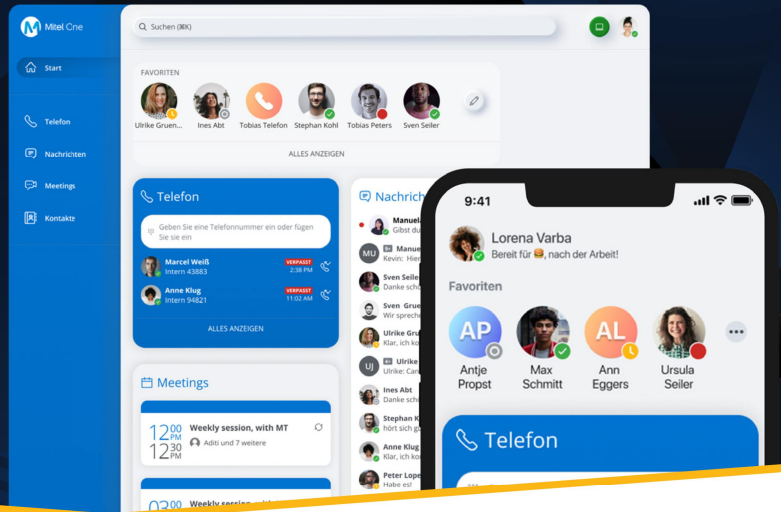 Mitel One
Suchen (⌘K)
Start
Telefon
Nachrichten
Meetings
Kontakte
FAVORITEN
Ulrike Gruen...
Ines Abt
Tobias Telefon
Stephan Kohl
Tobias Peters
Sven Seiler
ALLES ANZEIGEN
Telefon
Geben Sie eine Telefonnummer ein oder fügen
Sie sie ein
Marcel Weiß
VERPASST
Intern 43883
2:38 PM
Anne Klug
VERPASST
Intern 94821
11:02 AM
ALLES ANZEIGEN
Meetings
12:00 PM
Weekly session, with MT
12:30 PM
Aditi und 7 weitere
03:00
Weekly session,
Nachrich
Manuel
Gibst du
MU
Manue
Kevin: Hier
Sven Seile
Danke sch
Sven Grue
Wir spreche
Ulrike Gru
Klar, ich ko
UJ
Ulrike
Ulrike: Can
Ines Abt
Danke sch
Stephan K
hört sich gu
Anne Klug
Klar, ich ko
Peter Lope
Habe es!
9:41
Lorena Varba
Bereit für 🍔, nach der Arbeit!
Favoriten
AP
AL
Antje
Propst
Max
Schmitt
Ann
Eggers
Ursula
Seiler
Telefon